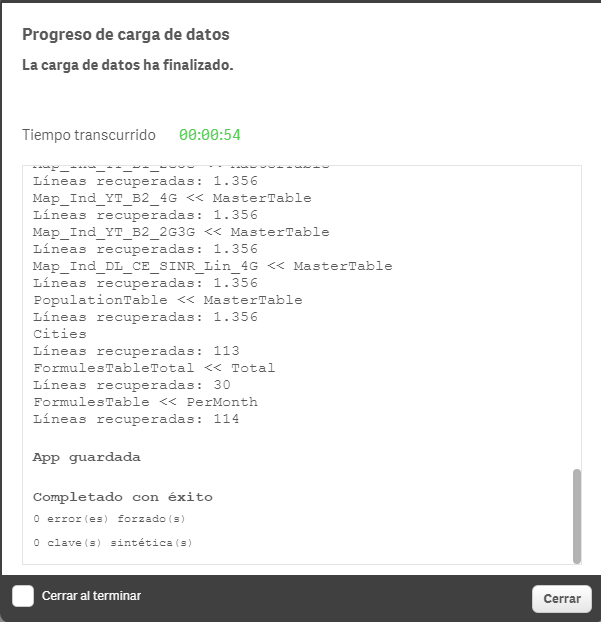 Progreso de carga de datos
La carga de datos ha finalizado.
Tiempo transcurrido 00:00:54
Líneas recuperadas: 1.356
Map_Ind_YT_B2_4G << MasterTable
Líneas recuperadas: 1.356
Map_Ind_YT_B2_2G3G << MasterTable
Líneas recuperadas: 1.356
Map_Ind_DL_CE_SINR_Lin_4G << MasterTable
Líneas recuperadas: 1.356
PopulationTable << MasterTable
Líneas recuperadas: 1.356
Cities
Líneas recuperadas: 113
FormulesTableTotal << Total
Líneas recuperadas: 30
FormulesTable << PerMonth
Líneas recuperadas: 114
App guardada
Completado con éxito
0 error(es) forzado(s)
0 clave(s) sintética(s)
Cerrar al terminar
Cerrar